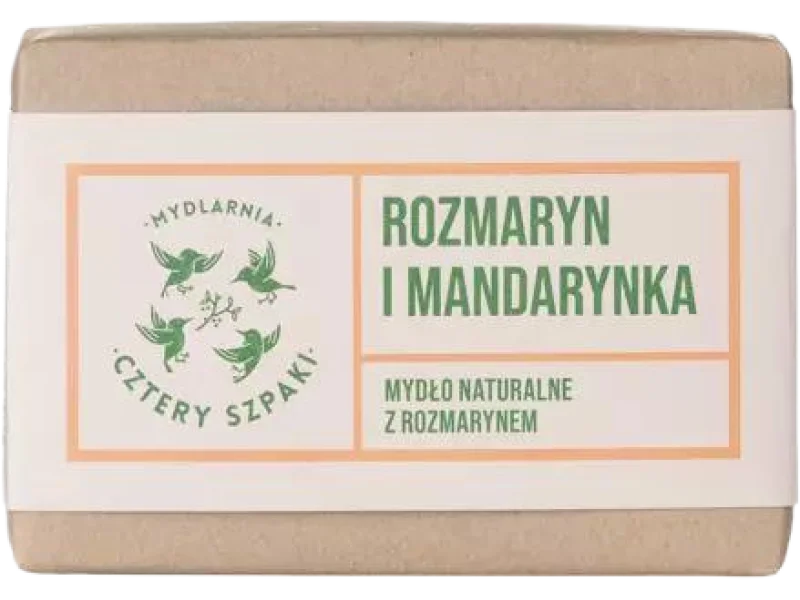 ·MYDLARNIA·
·CZTERY SZPAKI·
ROZMARYN
I MANDARYNKA
MYDŁO NATURALNE
Z ROZMARYNEM